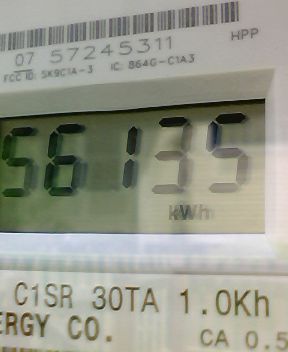 07 57245311 HPP
FCC ID: SK9C1A-3 IC: 864G-C1A3
56135
kWh
C1SR 30TA 1.0Kh
ERGY CO.
CA 0.5